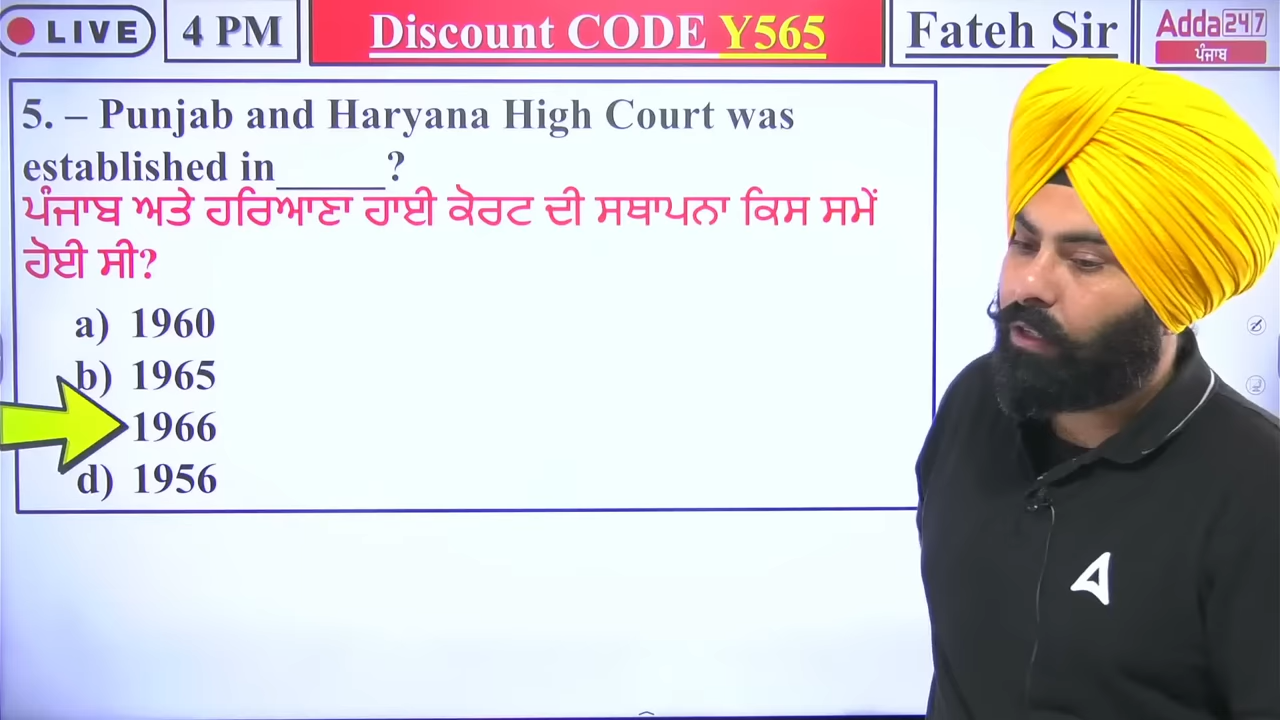 LIVE
4 PM
Discount CODE Y565
Fateh Sir
Adda247
ਪੰਜਾਬ
5. – Punjab and Haryana High Court was
established in_____?
ਪੰਜਾਬ ਅਤੇ ਹਰਿਆਣਾ ਹਾਈ ਕੋਰਟ ਦੀ ਸਥਾਪਨਾ ਕਿਸ ਸਮੇਂ
ਹੋਈ ਸੀ?
a) 1960
b) 1965
1966
d) 1956